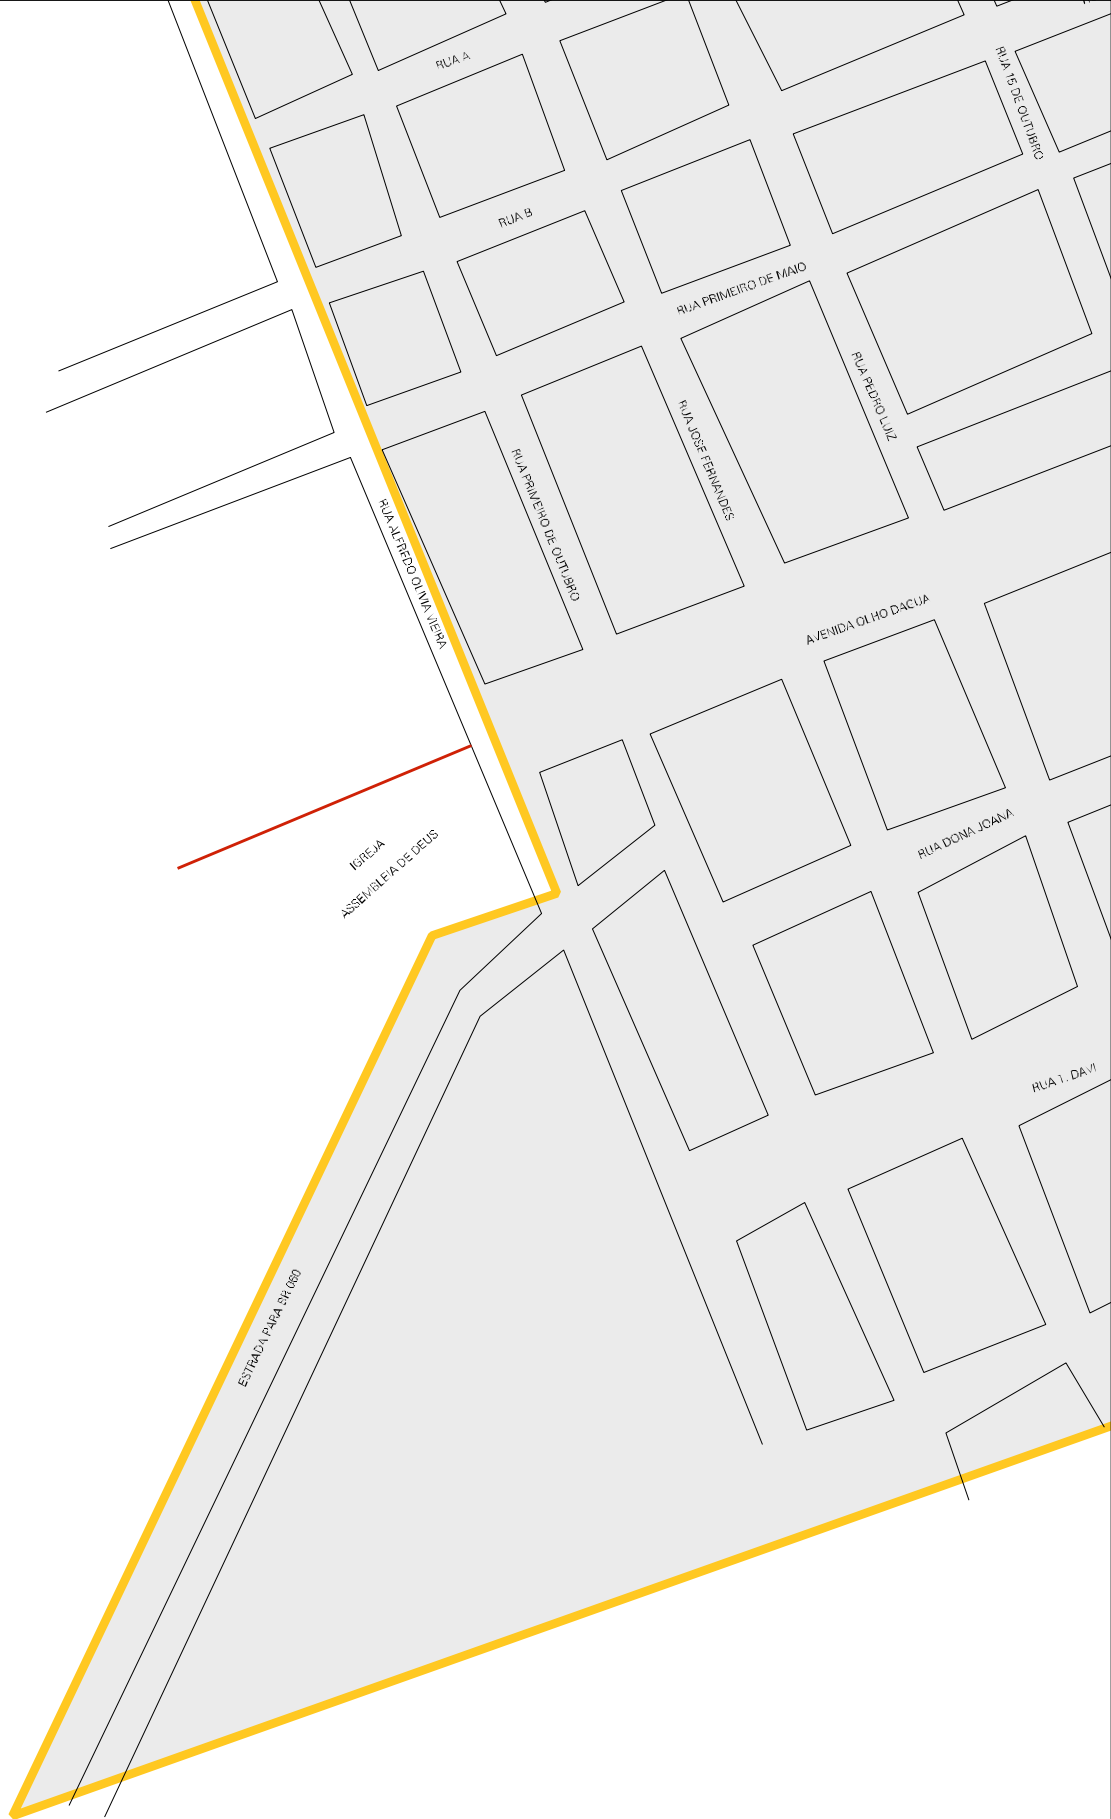 RUA A
RUA 15 DE OUTUBRO
RUA B
RUA PRIMEIRO DE MAIO
RUA PEDRO LUIZ
RUA JOSE FERNANDES
RUA PRIMEIRO DE OUTUBRO
RUA ALFREDO OLIVIA VIEIRA
AVENIDA OLHO DAGUA
RUA DONA JOANA
IGREJA
ASSEMBLEIA DE DEUS
RUA T. DAVI
ESTRADA PARA BR 060